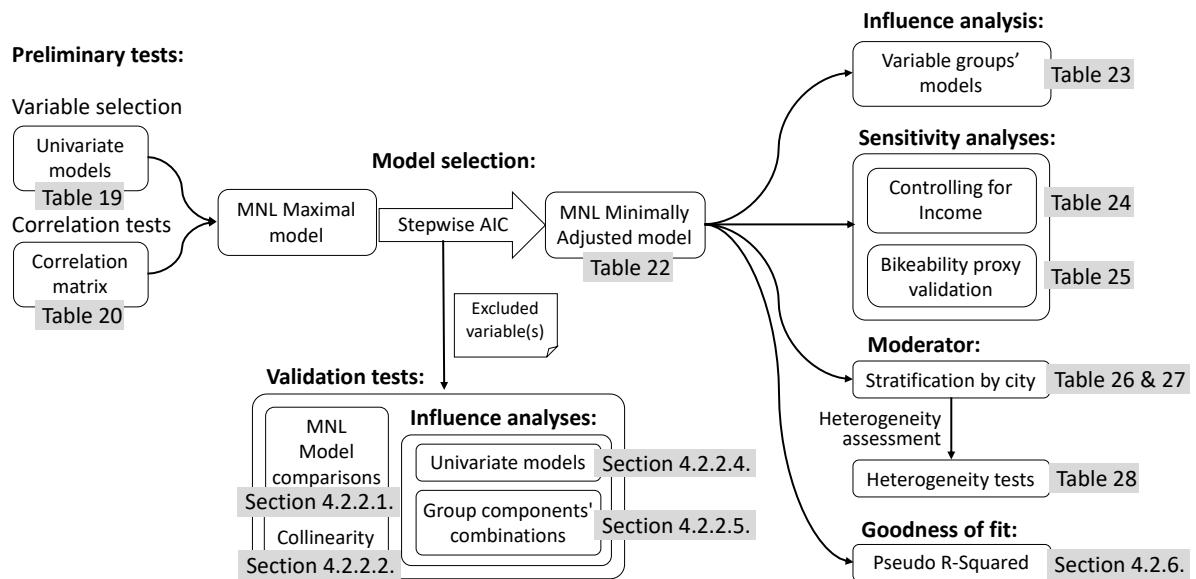 Preliminary tests:
Variable selection
Univariate
models
Table 19
Correlation tests
Correlation
matrix
Table 20
MNL Maximal
model
Model selection:
Stepwise AIC
MNL Minimally
Adjusted model
Table 22
Excluded
variable(s)
Validation tests:
MNL
Model
comparisons
Section 4.2.2.1.
Collinearity
Section 4.2.2.2.
Influence analyses:
Univariate models
Section 4.2.2.4.
Group components'
combinations
Section 4.2.2.5.
Influence analysis:
Variable groups’
models
Table 23
Sensitivity analyses:
Controlling for
Income
Table 24
Bikeability proxy
validation
Table 25
Moderator:
Stratification by city
Table 26 & 27
Heterogeneity
assessment
Heterogeneity tests
Table 28
Goodness of fit:
Pseudo R-Squared
Section 4.2.6.